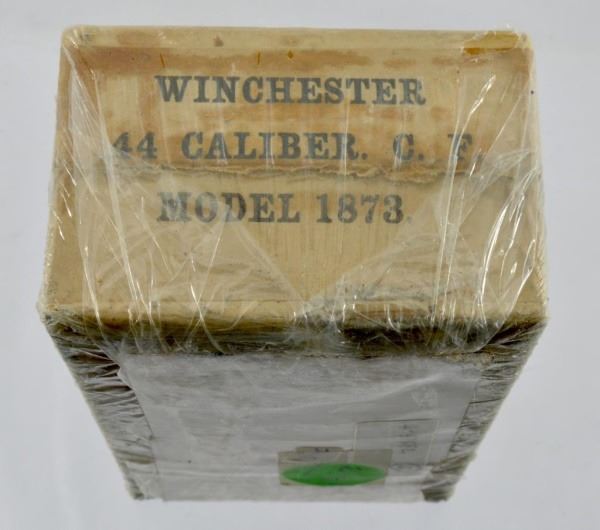 WINCHESTER
.44 CALIBER. C. F.
MODEL 1873.